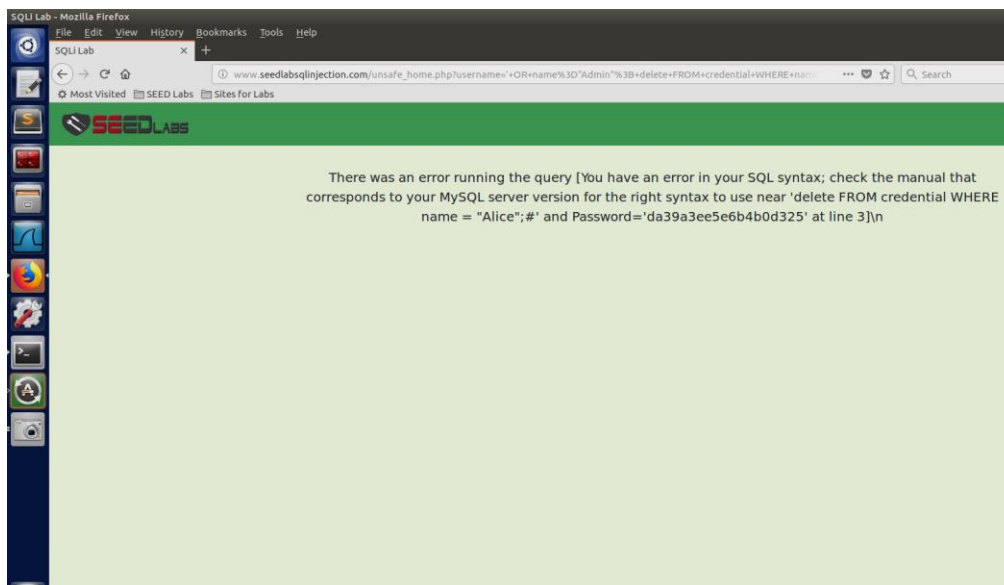 SQLi Lab - Mozilla Firefox
File Edit View History Bookmarks Tools Help
SQLi Lab × +
www.seedlabsqlinjection.com/unsafe_home.php?username='+OR+name%3D"Admin"%3B+delete+FROM+credential+WHERE+nam
Search
Most Visited SEED Labs Sites for Labs
SEEDLABS
There was an error running the query [You have an error in your SQL syntax; check the manual that
corresponds to your MySQL server version for the right syntax to use near 'delete FROM credential WHERE
name = "Alice";#' and Password='da39a3ee5e6b4b0d325' at line 3]\n